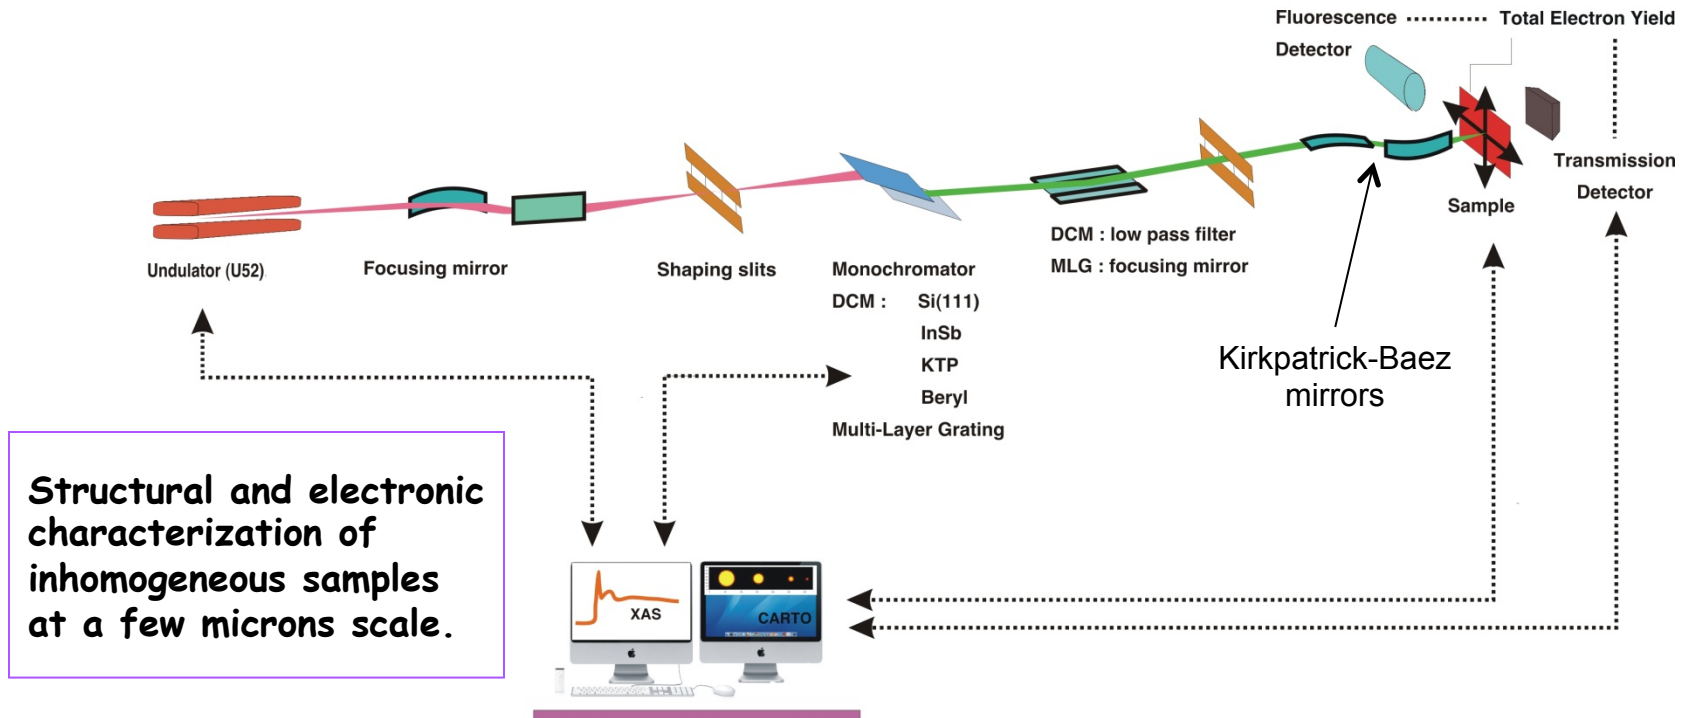 Fluorescence ········ Total Electron Yield
Detector
Transmission
Detector
Sample
Undulator (U52)
Focusing mirror
Shaping slits
Monochromator
DCM : Si(111)
InSb
KTP
Beryl
Multi-Layer Grating
DCM : low pass filter
MLG : focusing mirror
Kirkpatrick-Baez
mirrors
Structural and electronic
characterization of
inhomogeneous samples
at a few microns scale.
XAS
CARTO